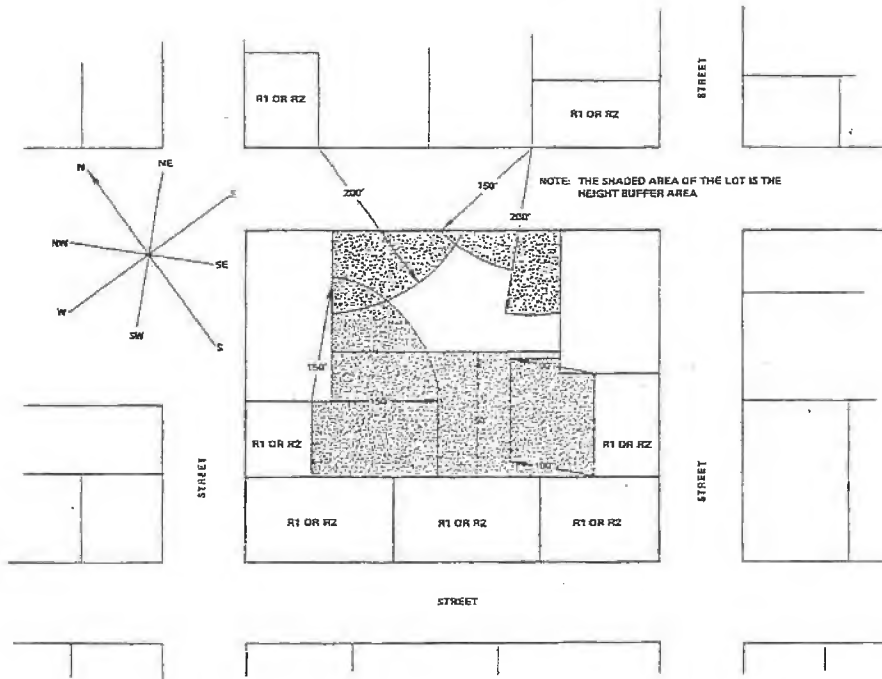 R1 OR R2
R1 OR R2
STREET
N
NE
NW
SE
W
SW
200'
150'
200'
NOTE: THE SHADED AREA OF THE LOT IS THE
HEIGHT BUFFER AREA
150'
R1 OR R2
R1 OR R2
100'
STREET
STREET
R1 OR R2
R1 OR R2
R1 OR R2
STREET